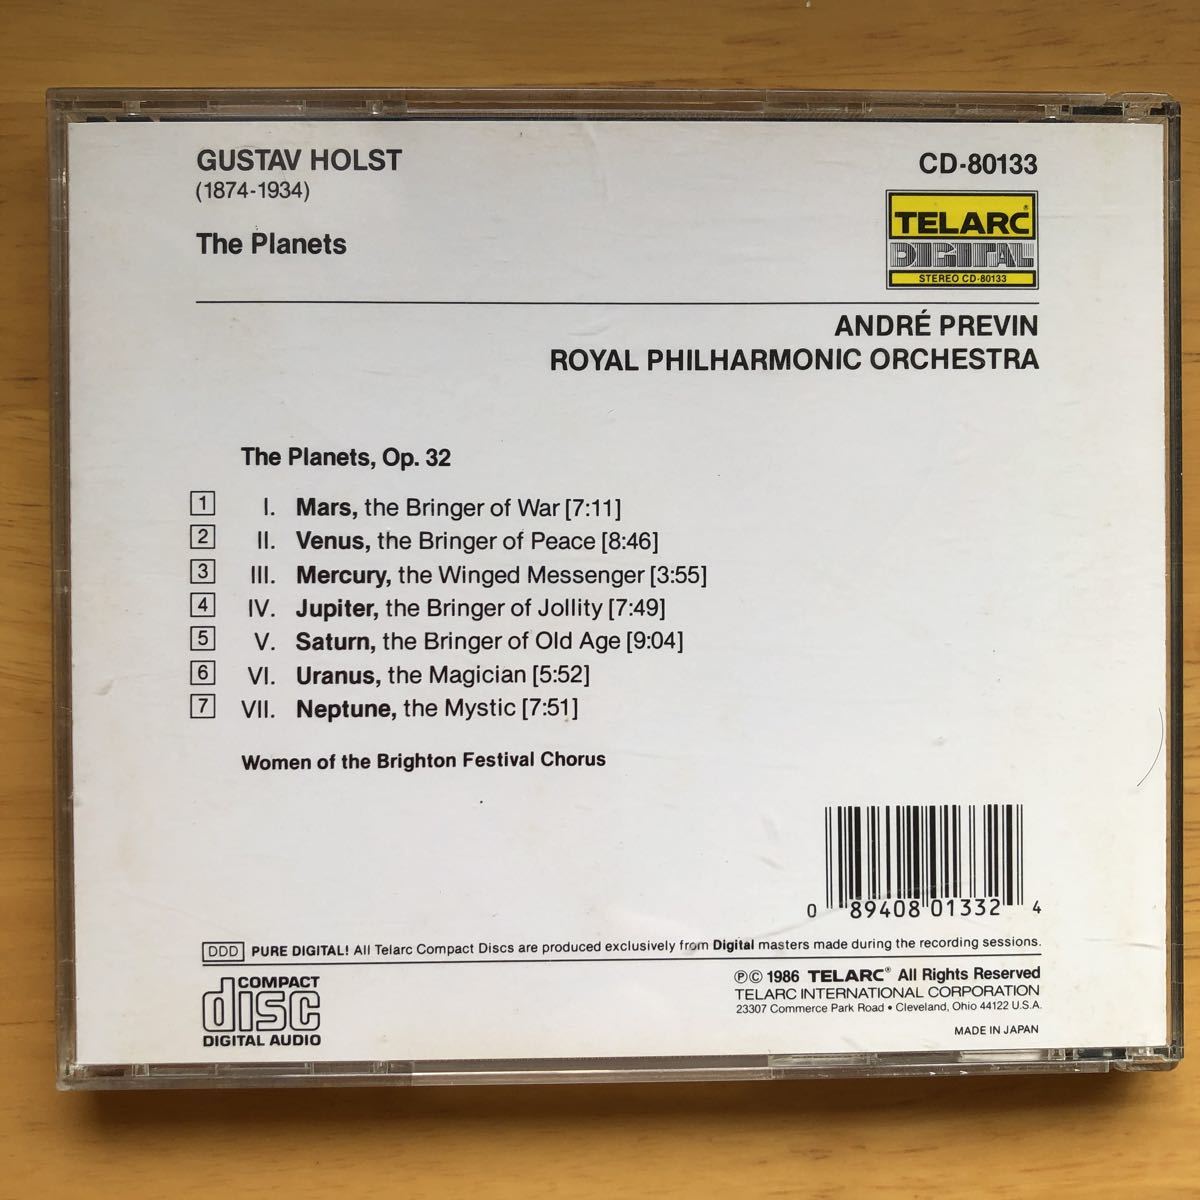 GUSTAV HOLST
(1874-1934)
The Planets
CD-80133
TELARC®
DIGITAL
STEREO CD-80133
ANDRÉ PREVIN
ROYAL PHILHARMONIC ORCHESTRA
The Planets, Op. 32
1 I. Mars, the Bringer of War [7:11]
2 II. Venus, the Bringer of Peace [8:46]
3 III. Mercury, the Winged Messenger [3:55]
4 IV. Jupiter, the Bringer of Jollity [7:49]
5 V. Saturn, the Bringer of Old Age [9:04]
6 VI. Uranus, the Magician [5:52]
7 VII. Neptune, the Mystic [7:51]
Women of the Brighton Festival Chorus
0 89408 01332 4
DDD PURE DIGITAL! All Telarc Compact Discs are produced exclusively from Digital masters made during the recording sessions.
COMPACT
disc
DIGITAL AUDIO
℗© 1986 TELARC® All Rights Reserved
TELARC INTERNATIONAL CORPORATION
23307 Commerce Park Road • Cleveland, Ohio 44122 U.S.A.
MADE IN JAPAN